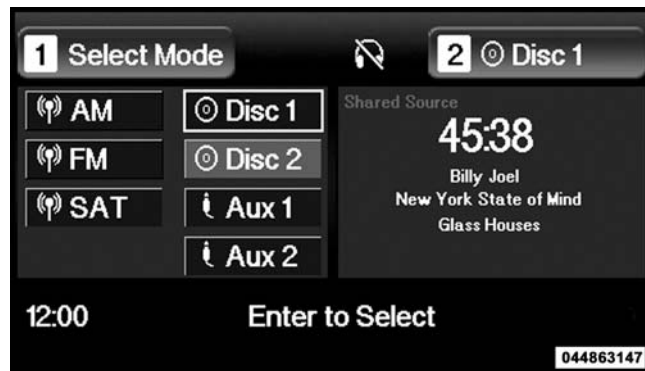 1 Select Mode
2 Disc 1
AM
FM
SAT
Disc 1
Disc 2
Aux 1
Aux 2
Shared Source
45:38
Billy Joel
New York State of Mind
Glass Houses
12:00
Enter to Select
044863147